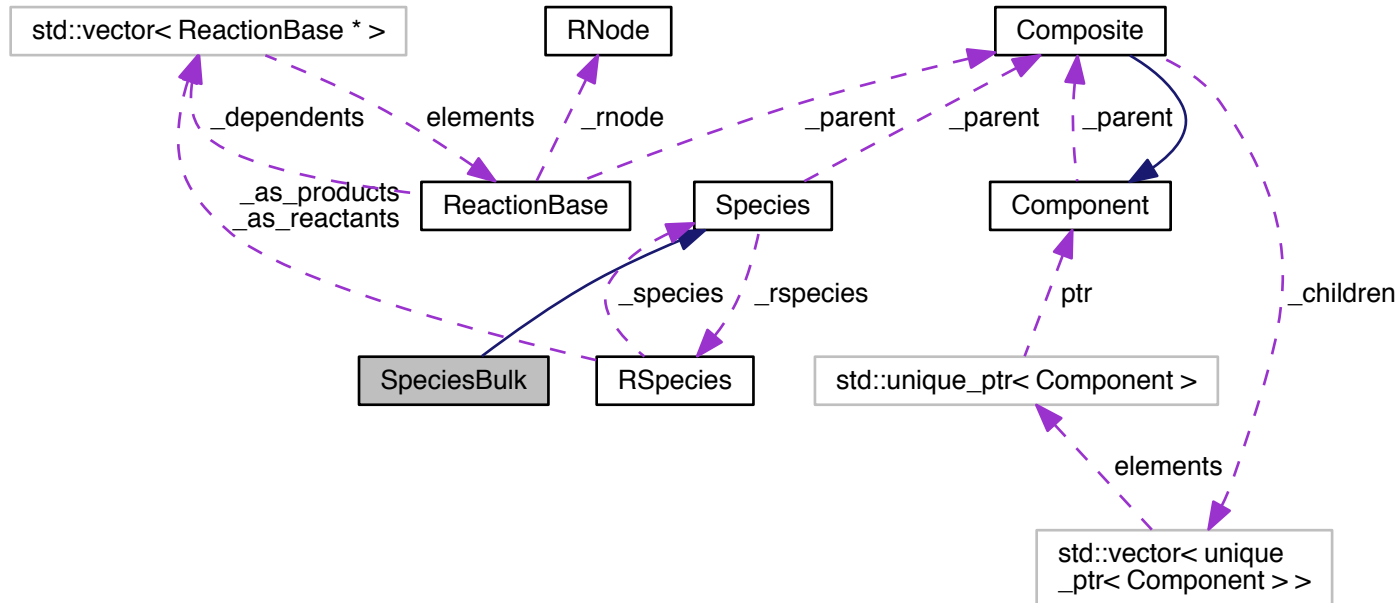 std::vector< ReactionBase * >
RNode
Composite
_dependents
elements
_rnode
_parent
_parent
_parent
_as_products
_as_reactants
ReactionBase
Species
Component
_species
_rspecies
ptr
_children
SpeciesBulk
RSpecies
std::unique_ptr< Component >
elements
std::vector< unique
_ptr< Component > >